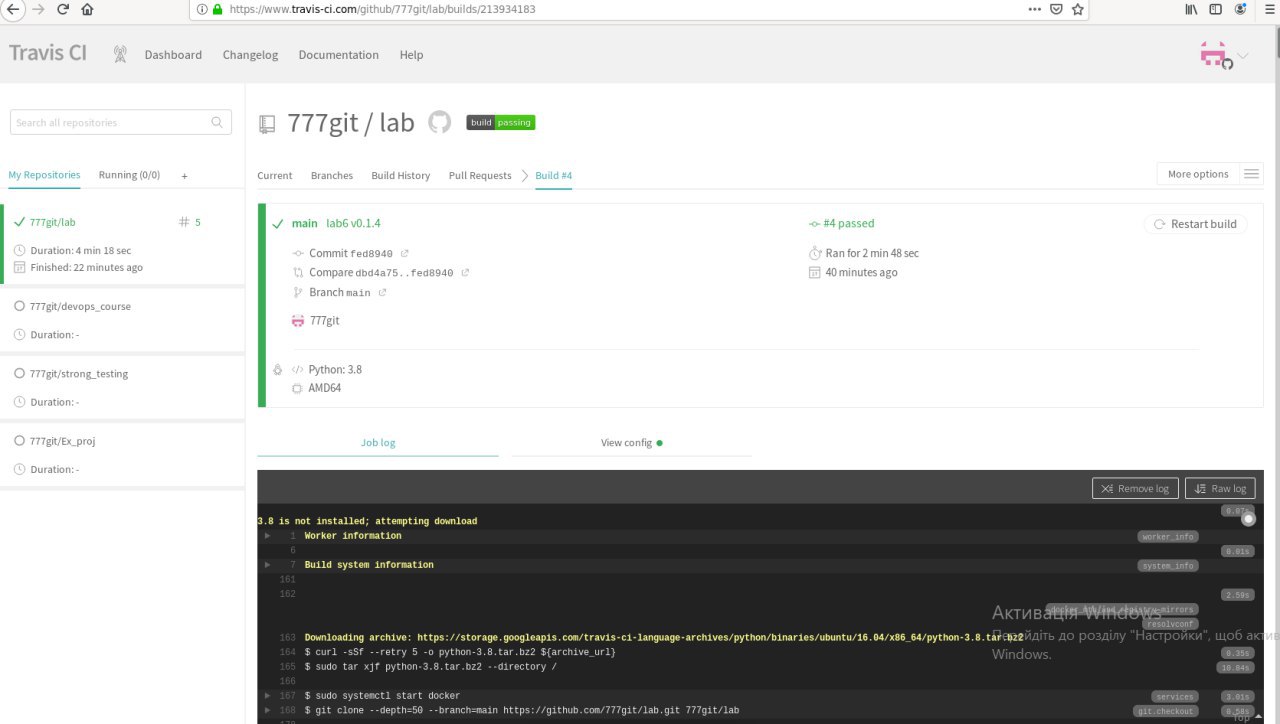 https://www.travis-ci.com/github/777git/lab/builds/213934183
Travis CI Dashboard Changelog Documentation Help
Search all repositories
777git / lab build passing
My Repositories Running (0/0) +
Current Branches Build History Pull Requests Build #4 More options
777git/lab # 5
Duration: 4 min 18 sec
Finished: 22 minutes ago
777git/devops_course
Duration: -
777git/strong_testing
Duration: -
777git/Ex_proj
Duration: -
main lab6 v0.1.4 #4 passed Restart build
Commit fed8940 Ran for 2 min 48 sec
Compare dbd4a75..fed8940 40 minutes ago
Branch main
777git
Python: 3.8
AMD64
Job log View config
Remove log Raw log
0.07s
3.8 is not installed; attempting download
1 Worker information worker_info
6 0.01s
7 Build system information system_info
161
162 2.59s
resolvconf
163 Downloading archive: https://storage.googleapis.com/travis-ci-language-archives/python/binaries/ubuntu/16.04/x86_64/python-3.8.tar.bz2
164 $ curl -sSf --retry 5 -o python-3.8.tar.bz2 ${archive_url} 0.35s
165 $ sudo tar xjf python-3.8.tar.bz2 --directory / 10.84s
166
167 $ sudo systemctl start docker services 3.01s
168 $ git clone --depth=50 --branch=main https://github.com/777git/lab.git 777git/lab git.checkout 0.58s
Top
Активація Windows
Перейдіть до розділу "Настройки", щоб актив
Windows.